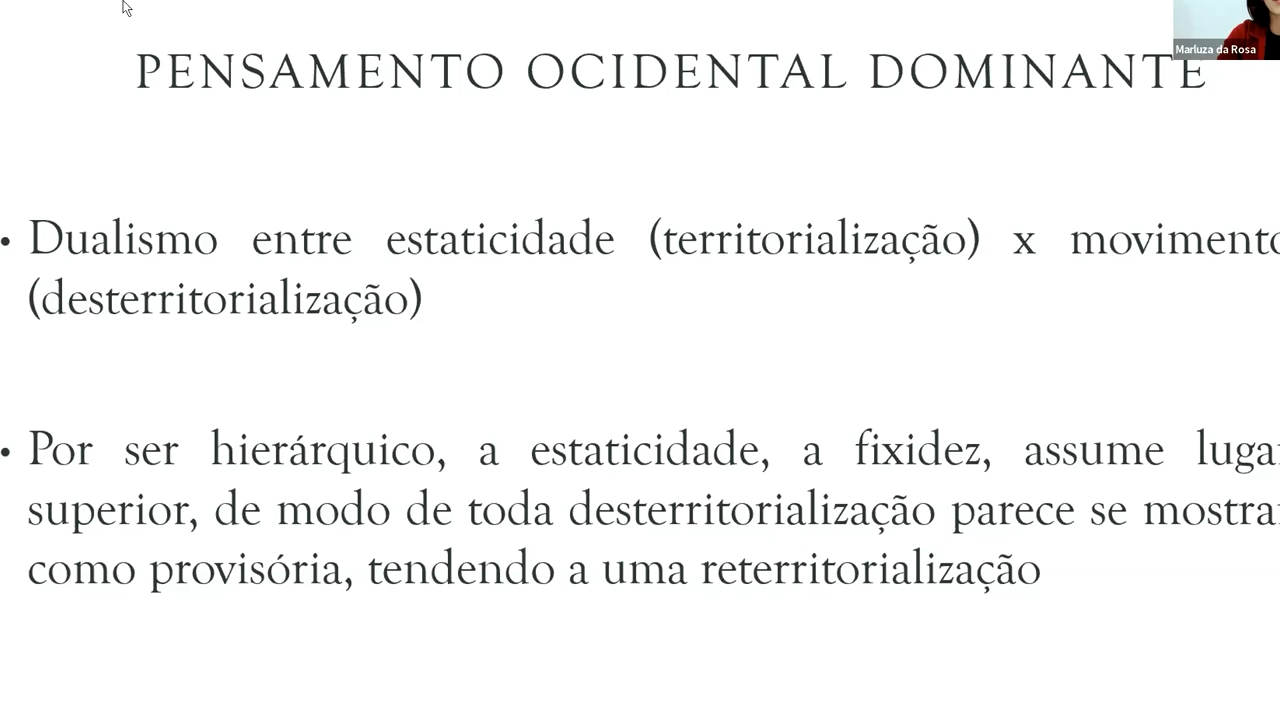 Marluza da Rosa
PENSAMENTO OCIDENTAL DOMINANTE
• Dualismo entre estaticidade (territorialização) x movimento
(desterritorialização)
• Por ser hierárquico, a estaticidade, a fixidez, assume lugar
superior, de modo de toda desterritorialização parece se mostrar
como provisória, tendendo a uma reterritorialização